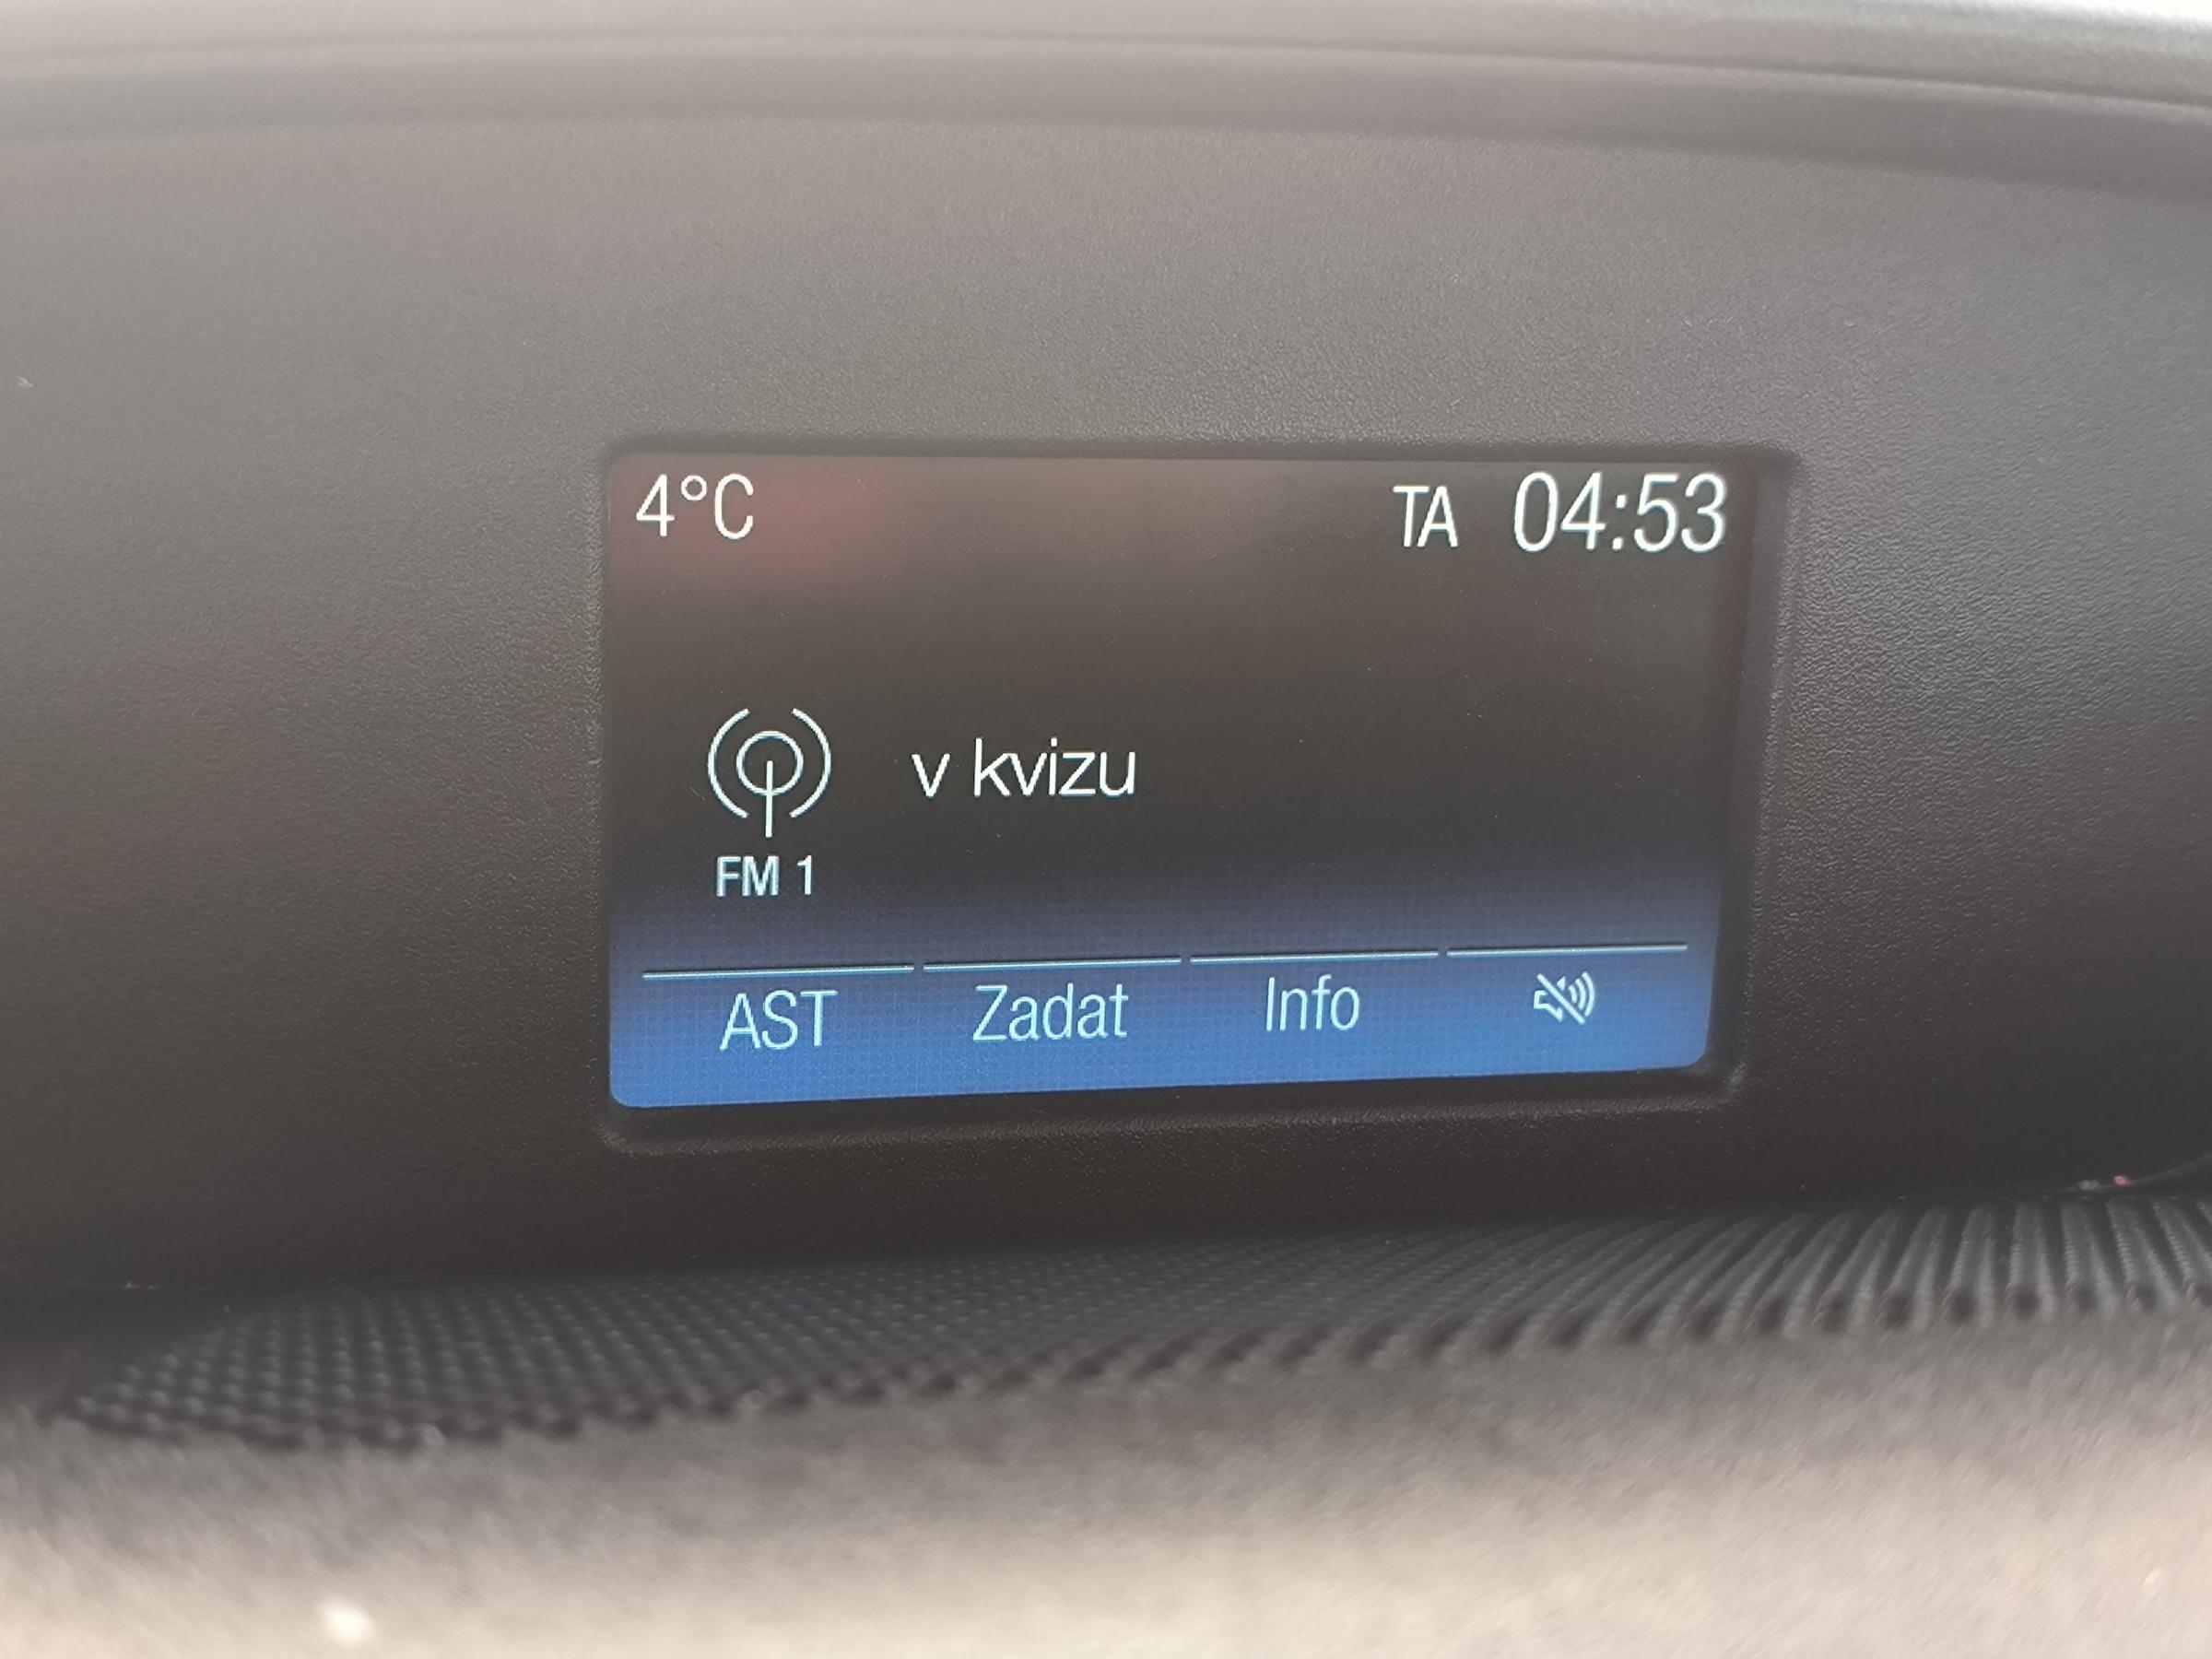 4°C TA 04:53
v kvizu
FM 1
AST Zadat Info